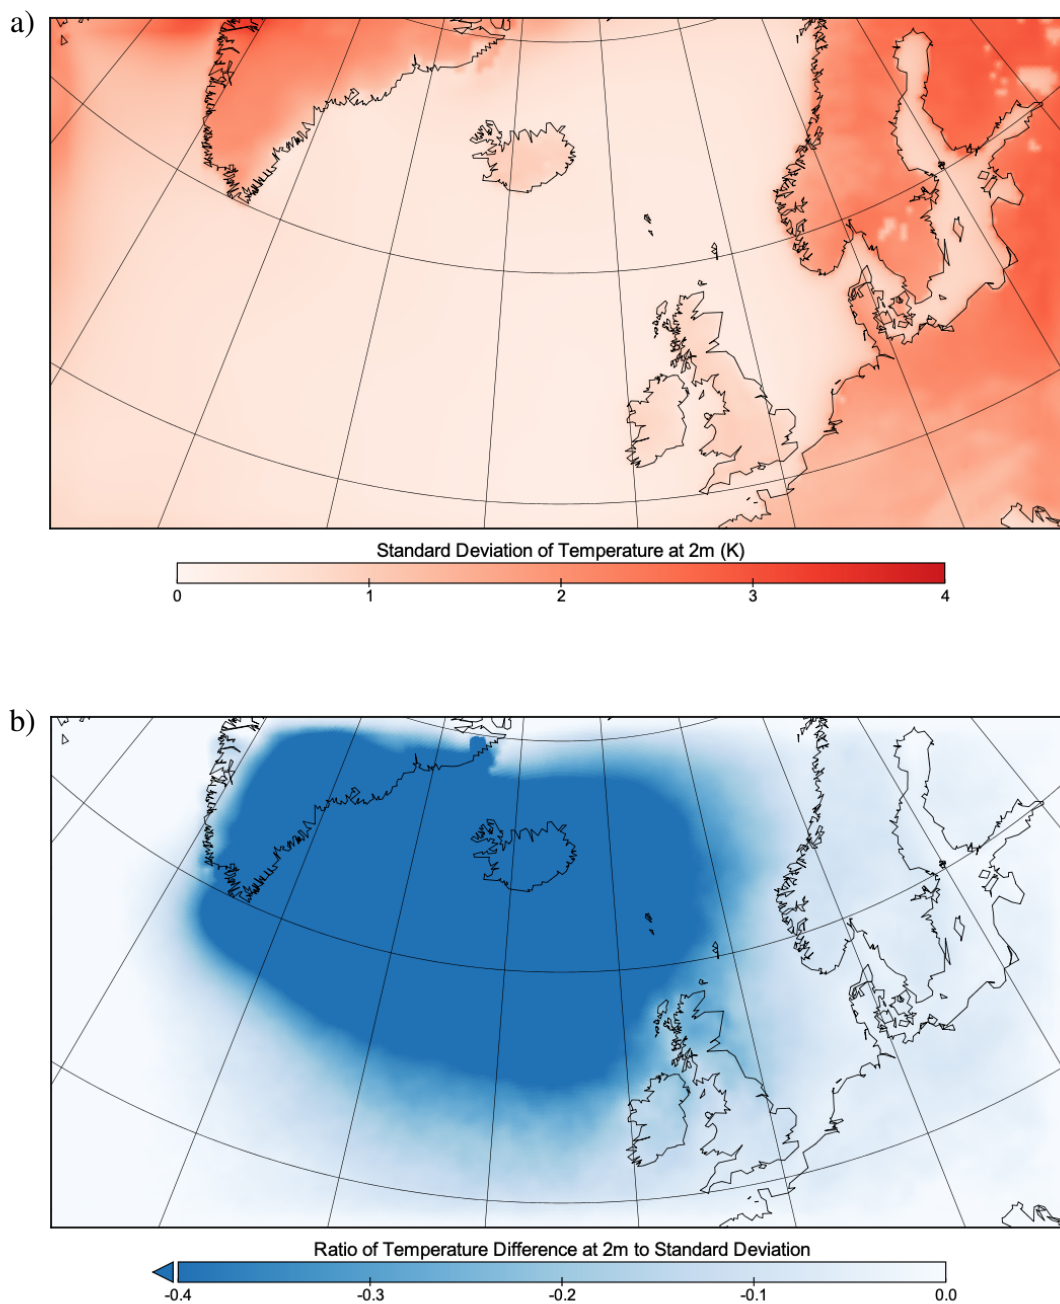 a)
Standard Deviation of Temperature at 2m (K)
0 1 2 3 4
b)
Ratio of Temperature Difference at 2m to Standard Deviation
-0.4 -0.3 -0.2 -0.1 0.0